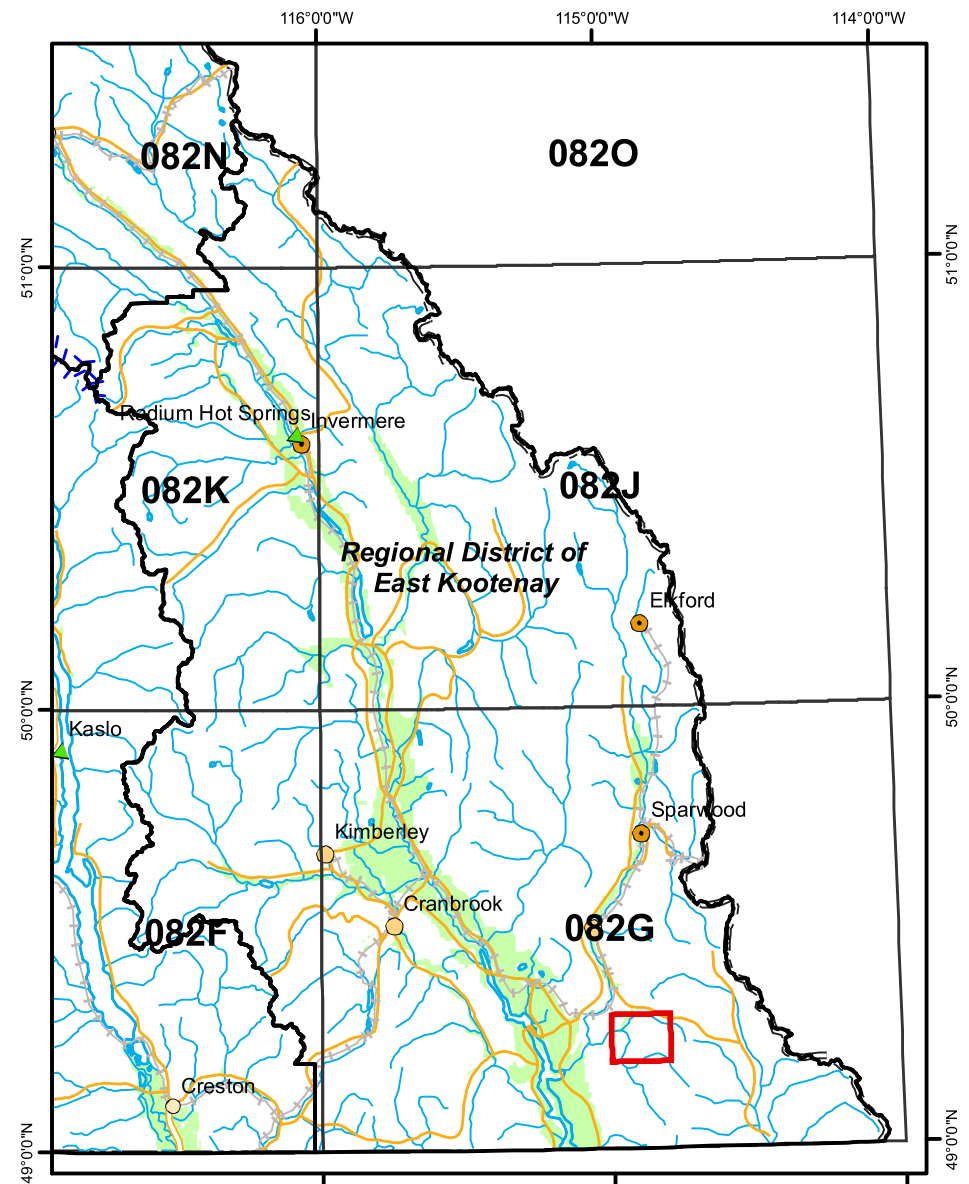 116°0'0"W
115°0'0"W
114°0'0"W
082N
082O
51°0'0"N
51°0'0"N
Radium Hot Springs
Invermere
082K
082J
Regional District of
East Kootenay
Elkford
50°0'0"N
50°0'0"N
Kaslo
Sparwood
Kimberley
Cranbrook
082F
082G
Creston
49°0'0"N
49°0'0"N